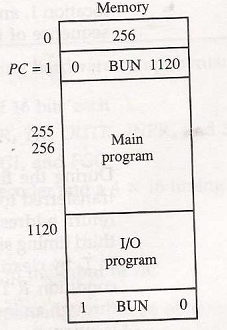 Memory
0 256
PC = 1 0 BUN 1120
255
256 Main
program
1120
I/O
program
1 BUN 0